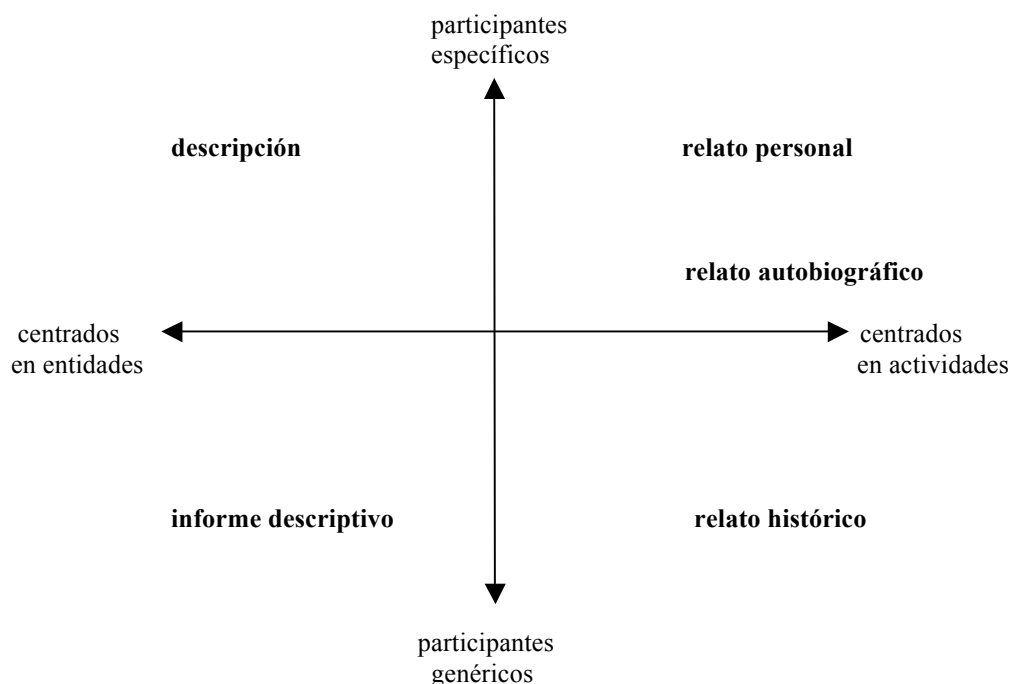 participantes
específicos
descripción
relato personal
relato autobiográfico
centrados
en entidades
centrados
en actividades
informe descriptivo
relato histórico
participantes
genéricos